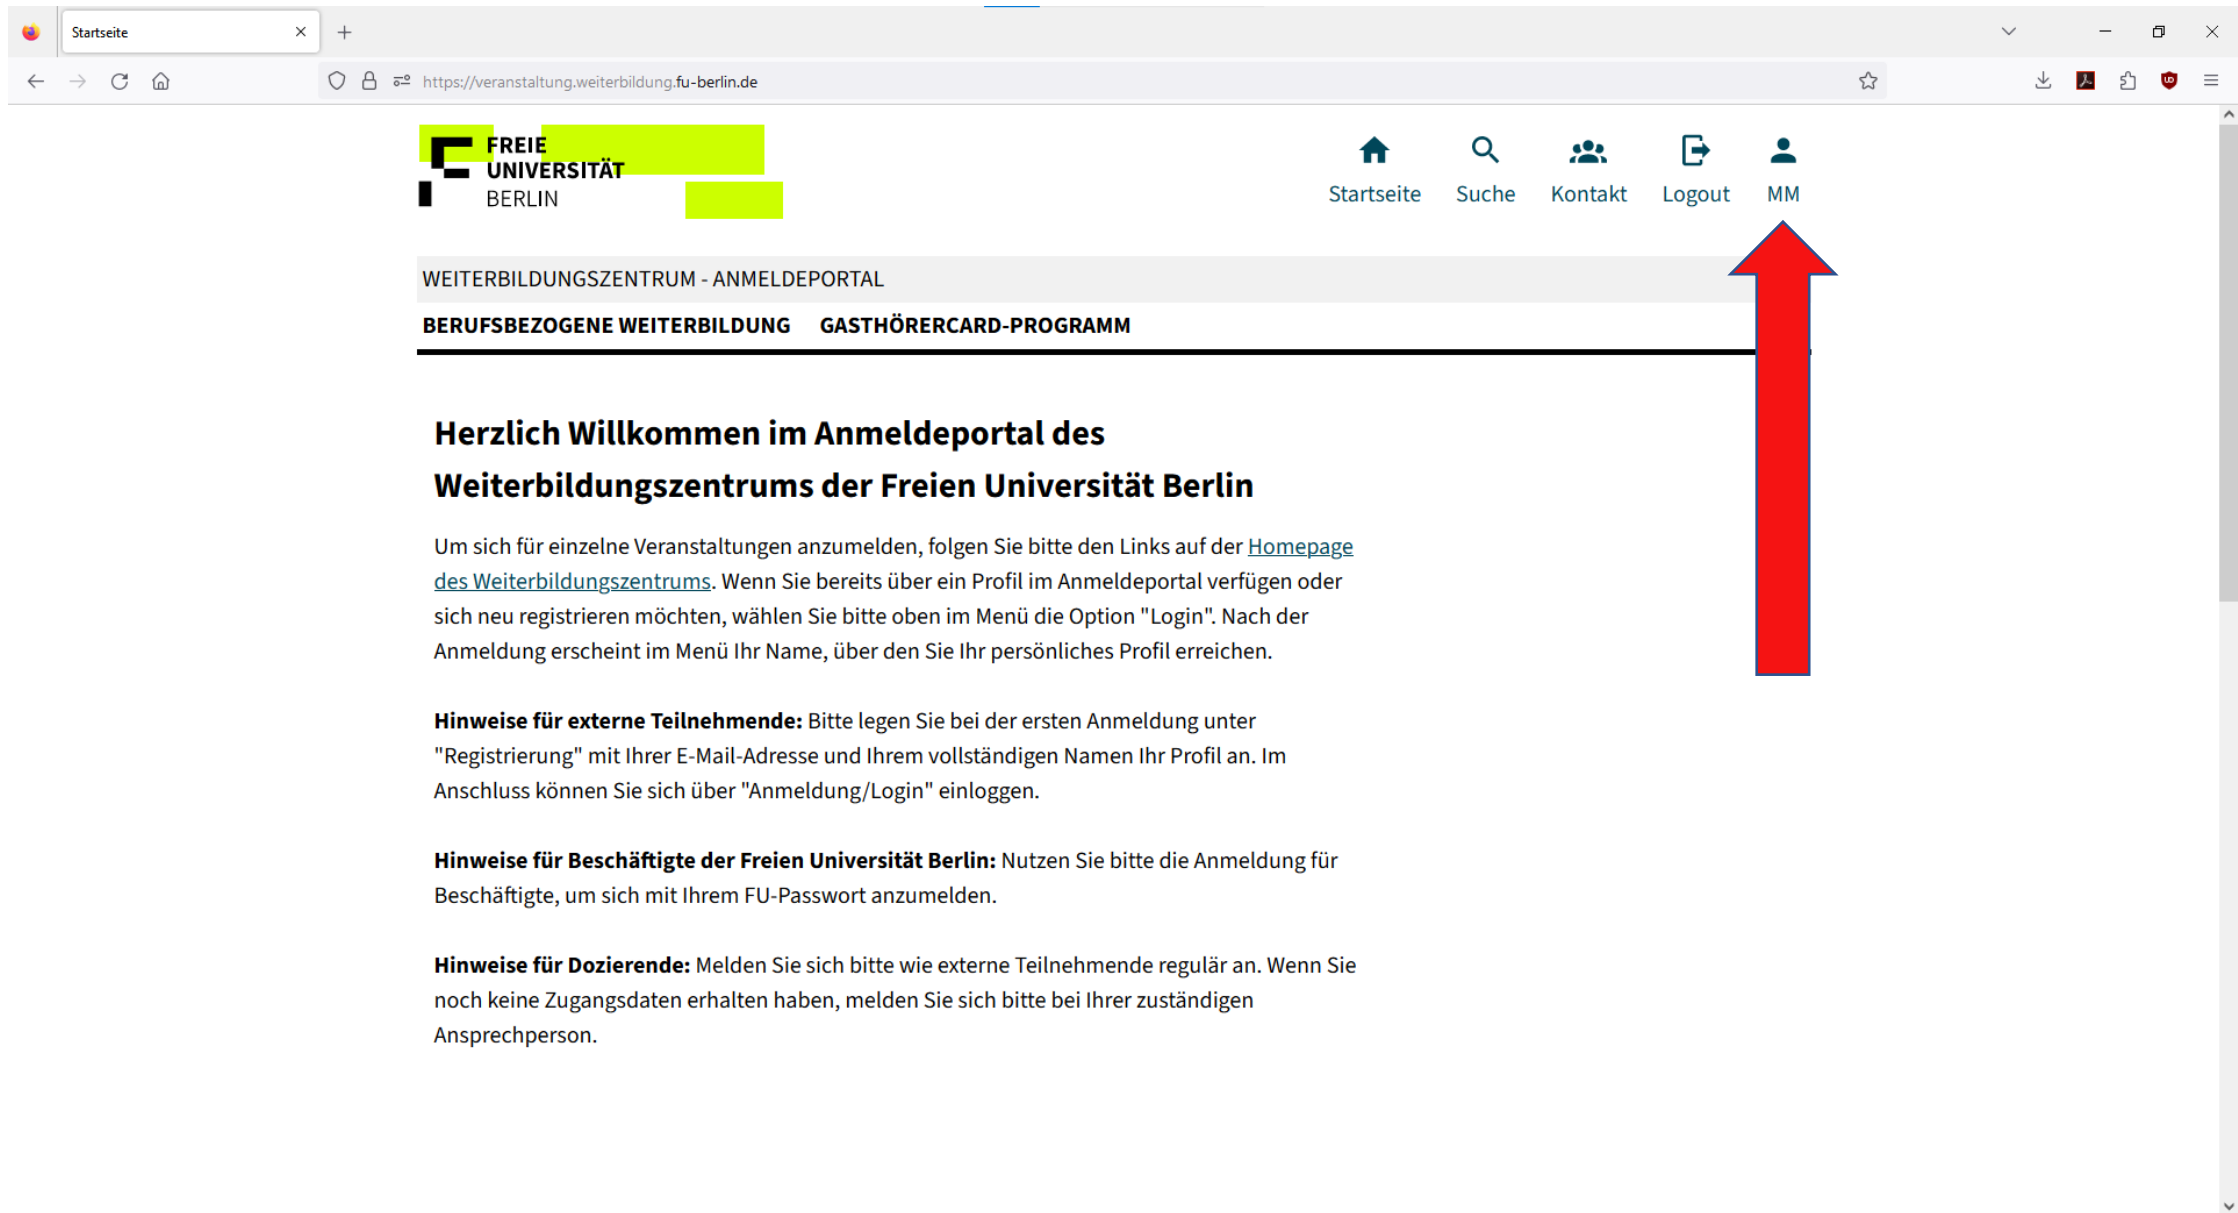 Startseite
https://veranstaltung.weiterbildung.fu-berlin.de
FREIE
UNIVERSITÄT
BERLIN
Startseite Suche Kontakt Logout MM
WEITERBILDUNGSZENTRUM - ANMELDEPORTAL
BERUFSBEZOGENE WEITERBILDUNG GASTHÖRERCARD-PROGRAMM
Herzlich Willkommen im Anmeldeportal des
Weiterbildungszentrums der Freien Universität Berlin
Um sich für einzelne Veranstaltungen anzumelden, folgen Sie bitte den Links auf der Homepage
des Weiterbildungszentrums. Wenn Sie bereits über ein Profil im Anmeldeportal verfügen oder
sich neu registrieren möchten, wählen Sie bitte oben im Menü die Option "Login". Nach der
Anmeldung erscheint im Menü Ihr Name, über den Sie Ihr persönliches Profil erreichen.
Hinweise für externe Teilnehmende: Bitte legen Sie bei der ersten Anmeldung unter
"Registrierung" mit Ihrer E-Mail-Adresse und Ihrem vollständigen Namen Ihr Profil an. Im
Anschluss können Sie sich über "Anmeldung/Login" einloggen.
Hinweise für Beschäftigte der Freien Universität Berlin: Nutzen Sie bitte die Anmeldung für
Beschäftigte, um sich mit Ihrem FU-Passwort anzumelden.
Hinweise für Dozierende: Melden Sie sich bitte wie externe Teilnehmende regulär an. Wenn Sie
noch keine Zugangsdaten erhalten haben, melden Sie sich bitte bei Ihrer zuständigen
Ansprechperson.